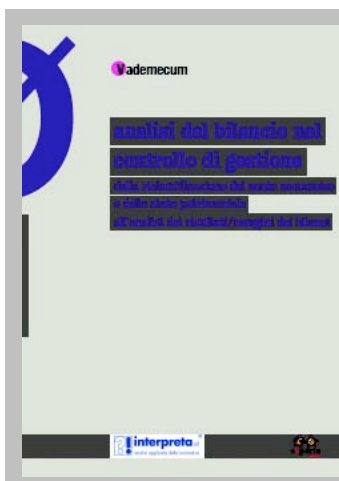 Vademecum
analisi del bilancio nel
controllo di gestione
dalla Riclassificazione del conto economico
e dello stato patrimoniale
all'analisi dei risultati/margini del bilancio
interpreta